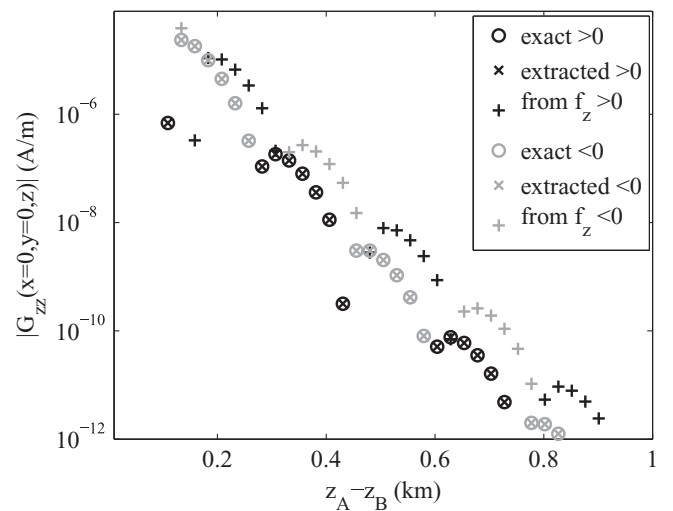 |G_zz(x=0,y=0,z)| (A/m)
10^−6
10^−8
10^−10
10^−12
0.2 0.4 0.6 0.8 1
z_A−z_B (km)
exact >0
extracted >0
from f_z >0
exact <0
extracted <0
from f_z <0